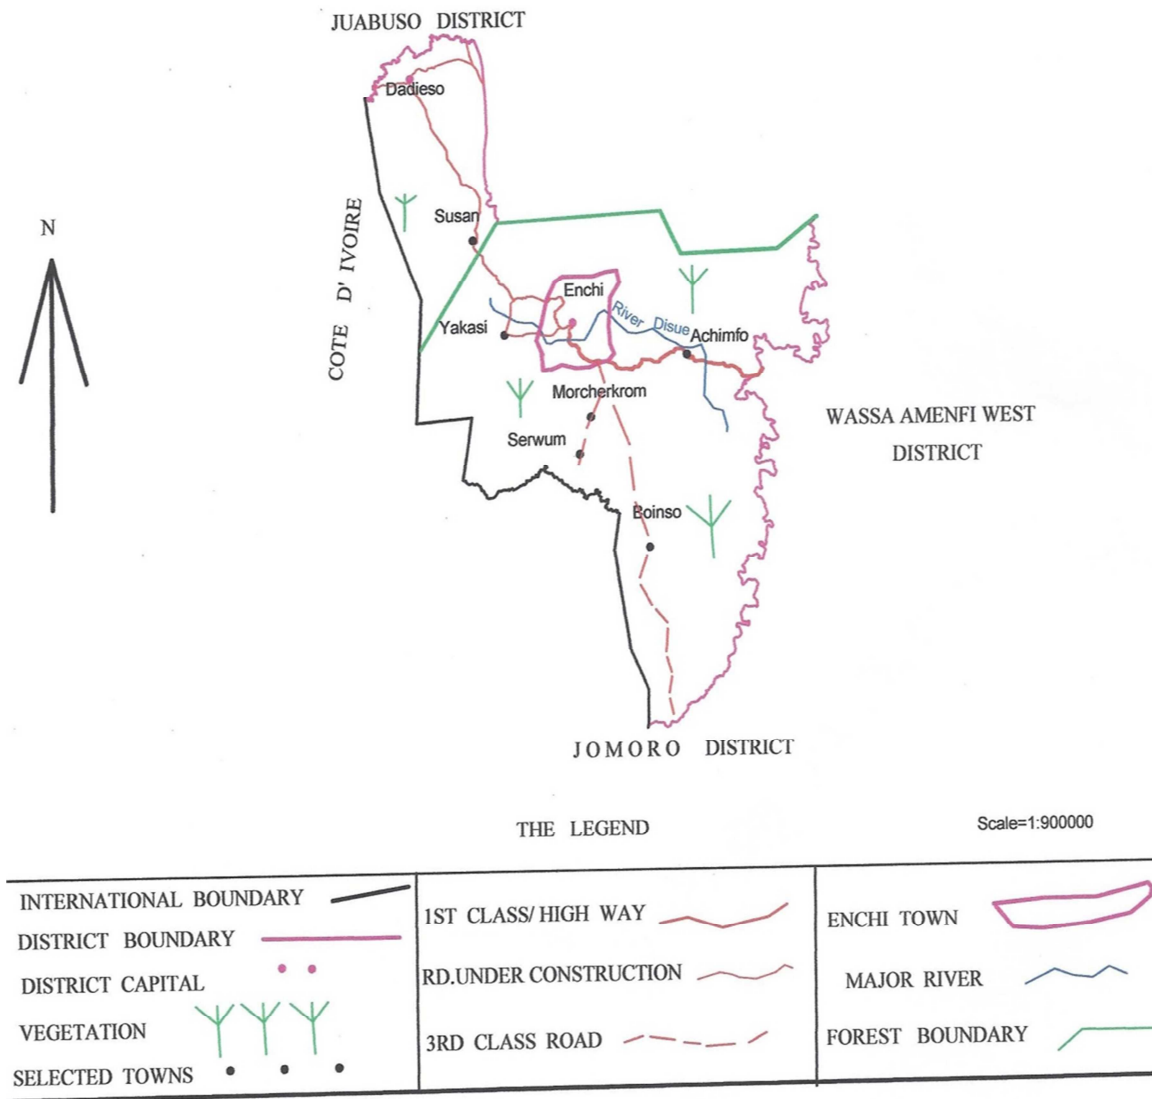 JUABUSO DISTRICT
Dadieso
N
COTE D' IVOIRE
Susan
Enchi
River Disue
Yakasi
Achimfo
Morcherkrom
WASSA AMENFI WEST
DISTRICT
Serwum
Boinso
JOMORO DISTRICT
THE LEGEND
Scale=1:900000
INTERNATIONAL BOUNDARY
DISTRICT BOUNDARY
DISTRICT CAPITAL
VEGETATION
SELECTED TOWNS
1ST CLASS/ HIGH WAY
RD.UNDER CONSTRUCTION
3RD CLASS ROAD
ENCHI TOWN
MAJOR RIVER
FOREST BOUNDARY